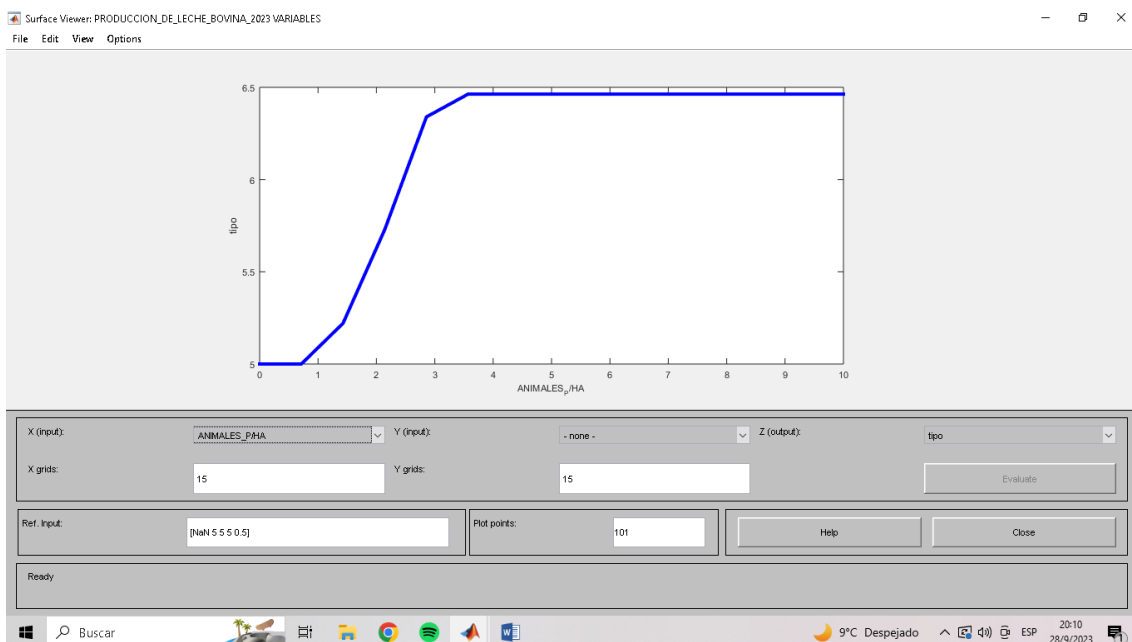 Surface Viewer: PRODUCCION_DE_LECHE_BOVINA_2023 VARIABLES
File Edit View Options
6.5
6
5.5
5
tipo
0 1 2 3 4 5 6 7 8 9 10
ANIMALES_P/HA
X (input): ANIMALES_P/HA Y (input): - none - Z (output): tipo
X grids: 15 Y grids: 15 Evaluate
Ref. Input: [NaN 5 5 5 0.5] Plot points: 101 Help Close
Ready
Buscar 9°C Despejado ESP 20:10
28/9/2023